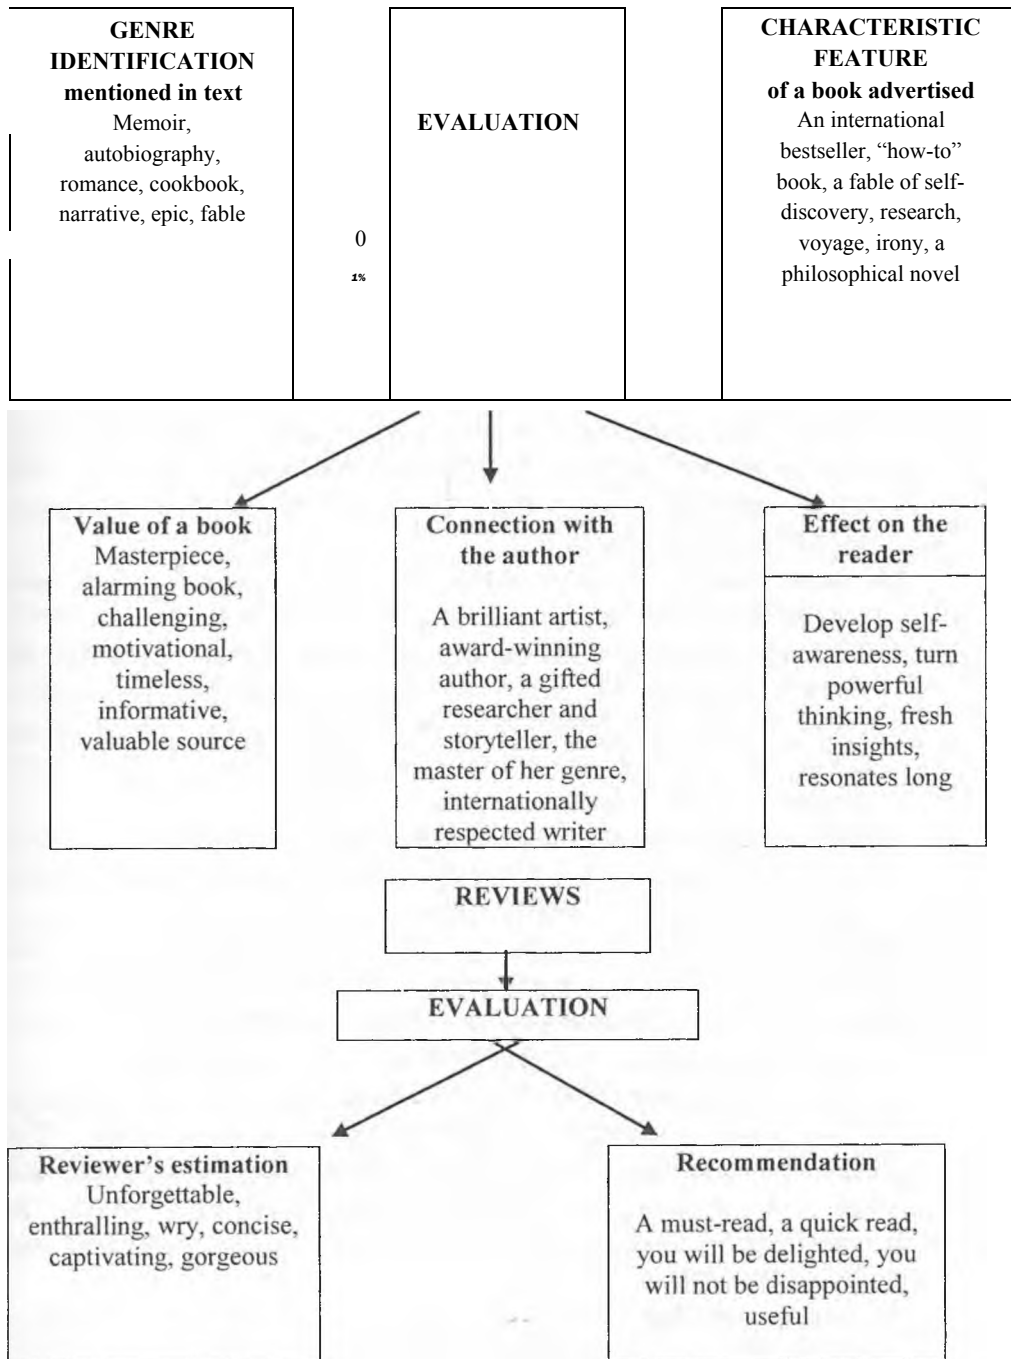 GENRE
IDENTIFICATION
mentioned in text
Memoir,
autobiography,
romance, cookbook,
narrative, epic, fable
0
1%
EVALUATION
CHARACTERISTIC
FEATURE
of a book advertised
An international
bestseller, “how-to”
book, a fable of self-
discovery, research,
voyage, irony, a
philosophical novel
Value of a book
Masterpiece,
alarming book,
challenging,
motivational,
timeless,
informative,
valuable source
Connection with
the author
A brilliant artist,
award-winning
author, a gifted
researcher and
storyteller, the
master of her genre,
internationally
respected writer
Effect on the
reader
Develop self-
awareness, turn
powerful
thinking, fresh
insights,
resonates long
REVIEWS
EVALUATION
Reviewer’s estimation
Unforgettable,
enthralling, wry, concise,
captivating, gorgeous
Recommendation
A must-read, a quick read,
you will be delighted, you
will not be disappointed,
useful